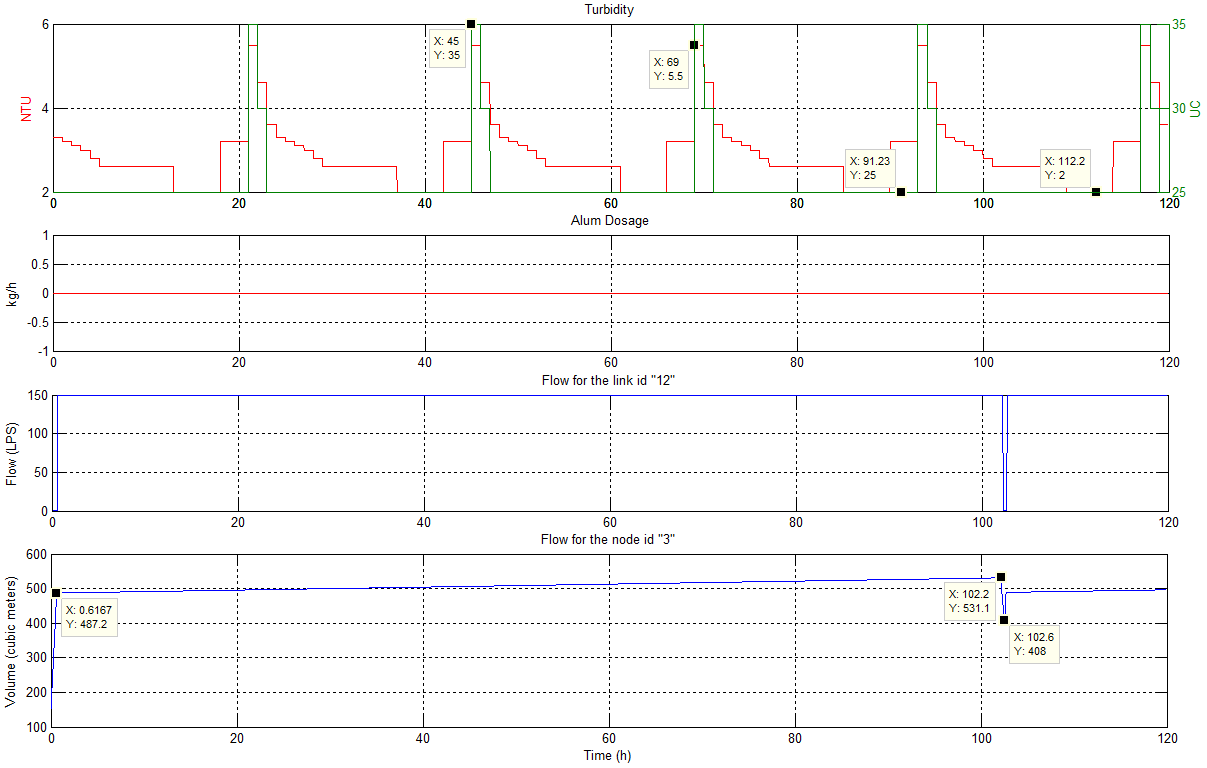 Turbidity
6
4
2
NTU
35
30
25
UC
X: 45
Y: 35
X: 69
Y: 5.5
X: 91.23
Y: 25
X: 112.2
Y: 2
0 20 40 60 80 100 120
Alum Dosage
1
0.5
0
-0.5
-1
kg/h
0 20 40 60 80 100 120
Flow for the link id "12"
150
100
50
0
Flow (LPS)
0 20 40 60 80 100 120
Flow for the node id "3"
600
500
400
300
200
100
Volume (cubic meters)
X: 0.6167
Y: 487.2
X: 102.2
Y: 531.1
X: 102.6
Y: 408
0 20 40 60 80 100 120
Time (h)